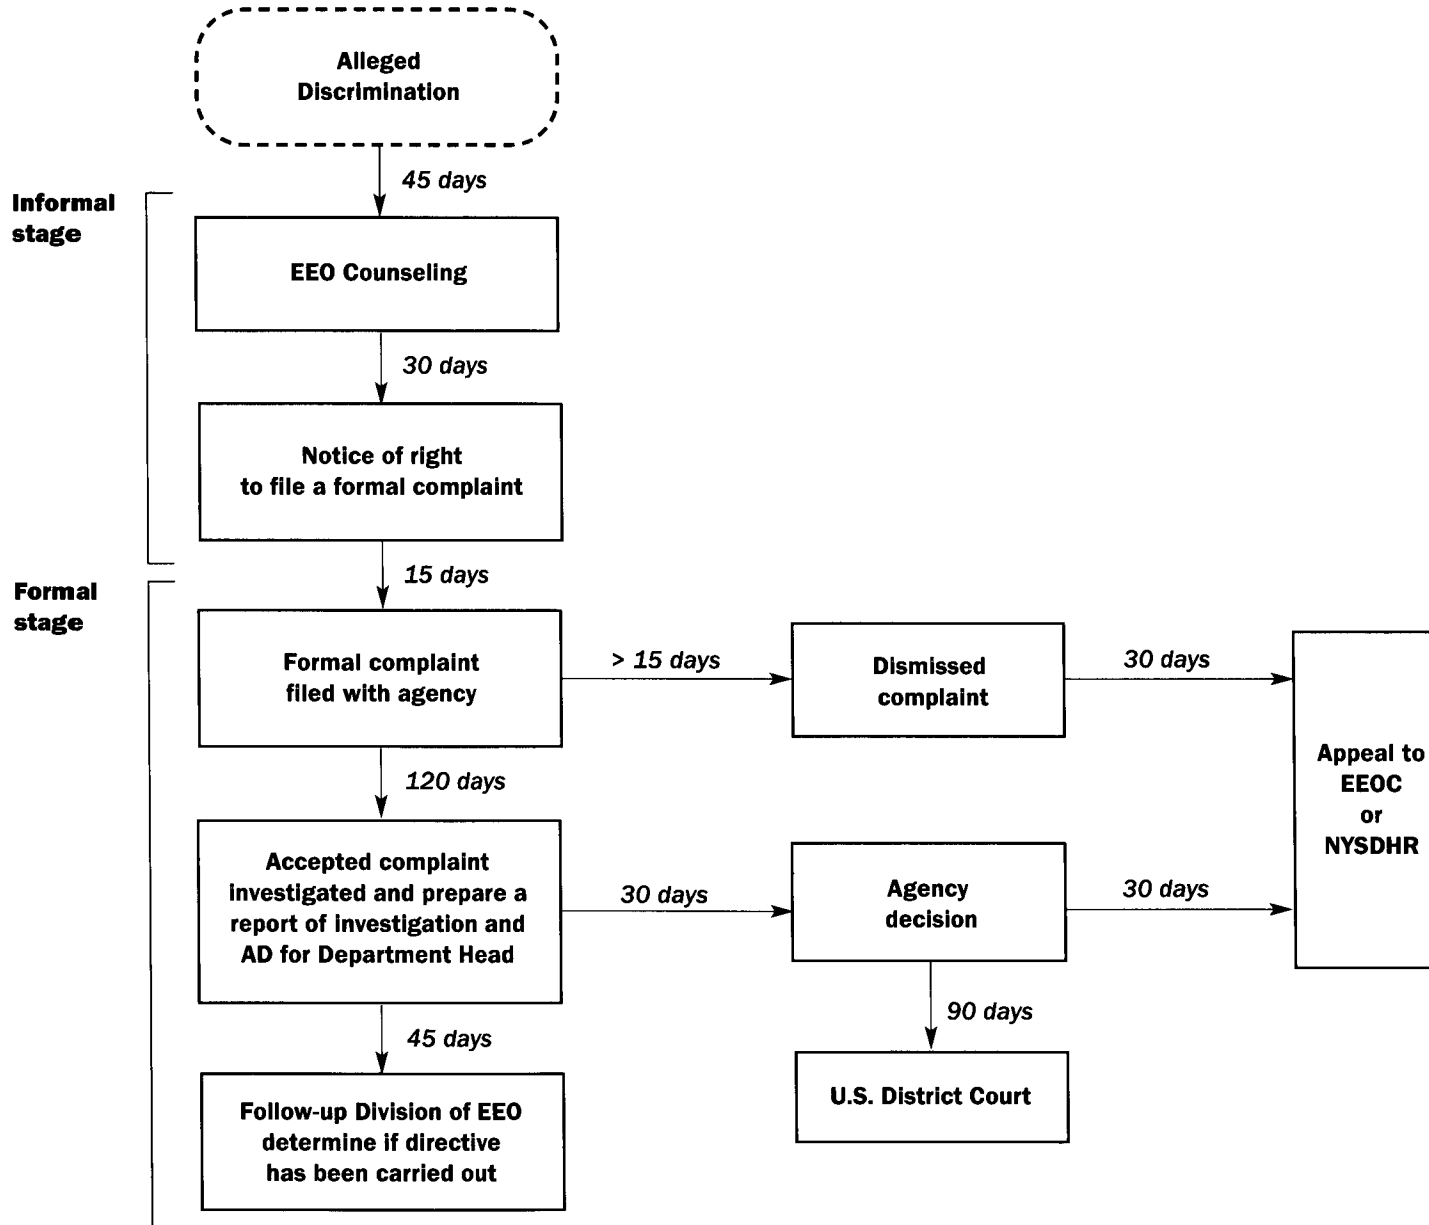 Alleged
Discrimination
45 days
Informal
stage
EEO Counseling
30 days
Notice of right
to file a formal complaint
15 days
Formal
stage
Formal complaint
filed with agency
> 15 days
Dismissed
complaint
30 days
Appeal to
EEOC
or
NYSDHR
120 days
Accepted complaint
investigated and prepare a
report of investigation and
AD for Department Head
30 days
Agency
decision
30 days
90 days
U.S. District Court
45 days
Follow-up Division of EEO
determine if directive
has been carried out